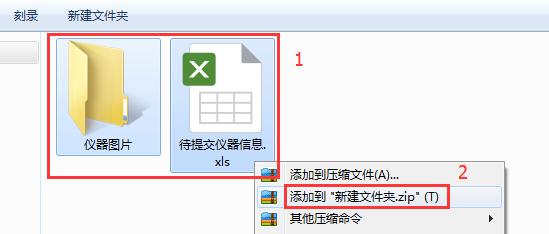 刻录 新建文件夹
1
仪器图片
待提交仪器信息.
xls
添加到压缩文件(A)...
2
添加到 "新建文件夹.zip" (T)
其他压缩命令